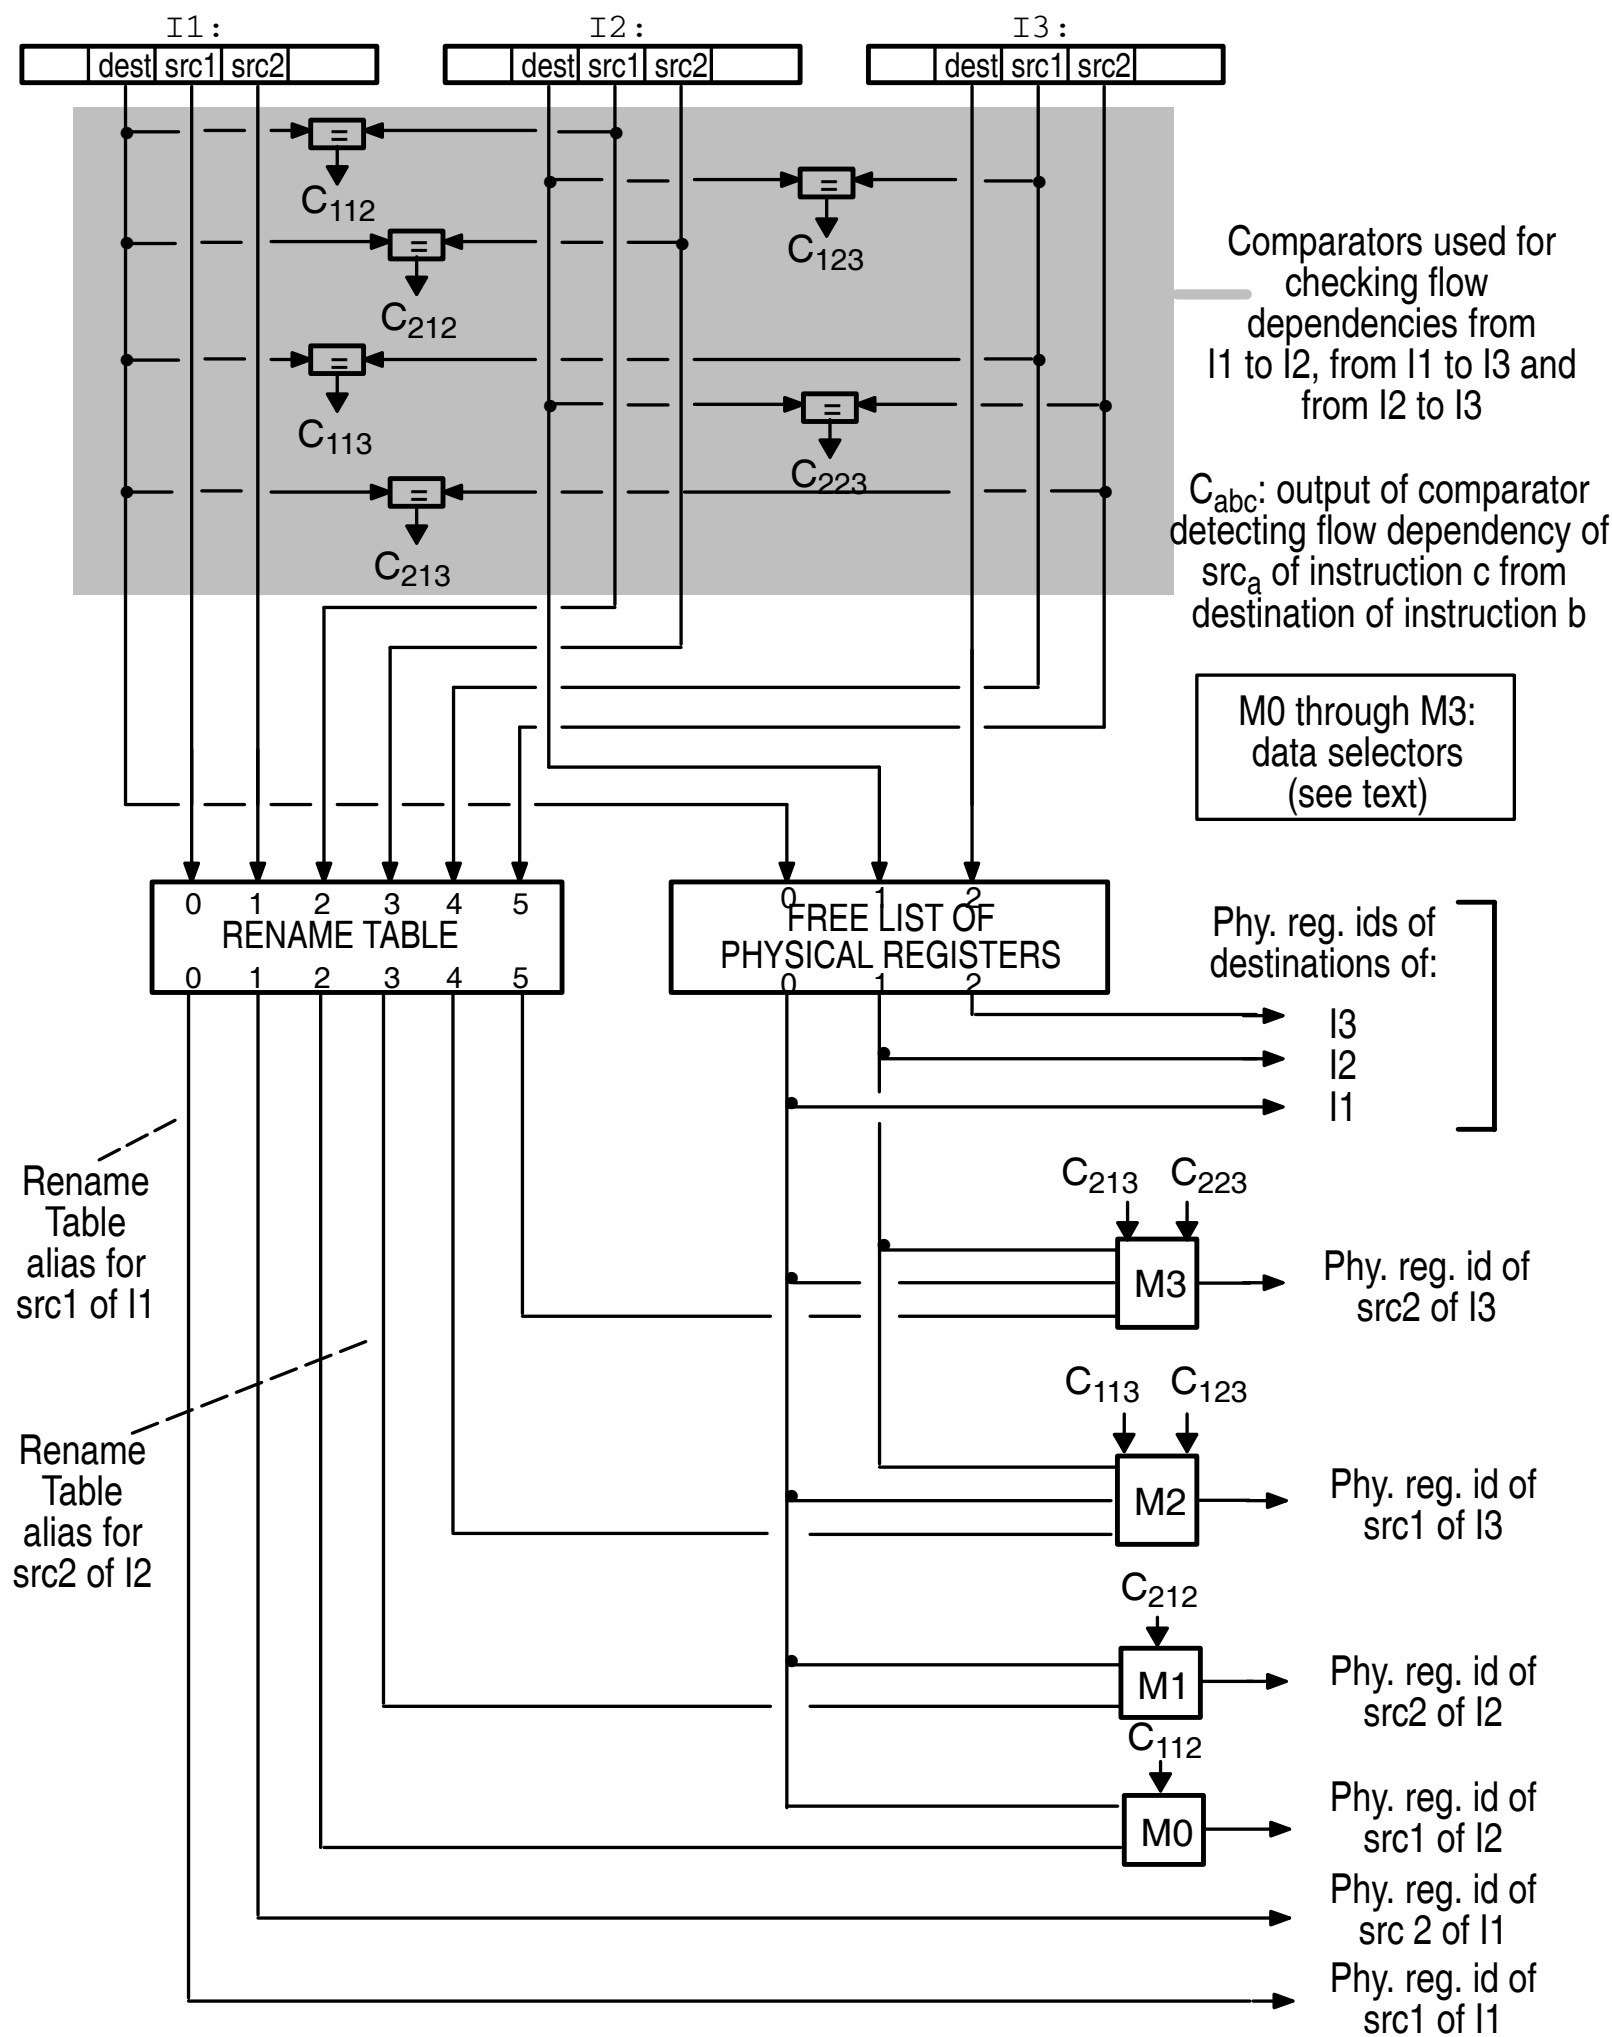 I1:
I2:
I3:
dest src1 src2
dest src1 src2
dest src1 src2
=
C112
=
C123
=
C212
=
C113
=
C223
=
C213
Comparators used for
checking flow
dependencies from
I1 to I2, from I1 to I3 and
from I2 to I3
Cabc: output of comparator
detecting flow dependency of
srca of instruction c from
destination of instruction b
M0 through M3:
data selectors
(see text)
0 1 2 3 4 5
RENAME TABLE
0 1 2 3 4 5
0 1 2
FREE LIST OF
PHYSICAL REGISTERS
0 1 2
Phy. reg. ids of
destinations of:
I3
I2
I1
Rename
Table
alias for
src1 of I1
C213 C223
M3
Phy. reg. id of
src2 of I3
C113 C123
M2
Phy. reg. id of
src1 of I3
Rename
Table
alias for
src2 of I2
C212
M1
Phy. reg. id of
src2 of I2
C112
M0
Phy. reg. id of
src1 of I2
Phy. reg. id of
src 2 of I1
Phy. reg. id of
src1 of I1